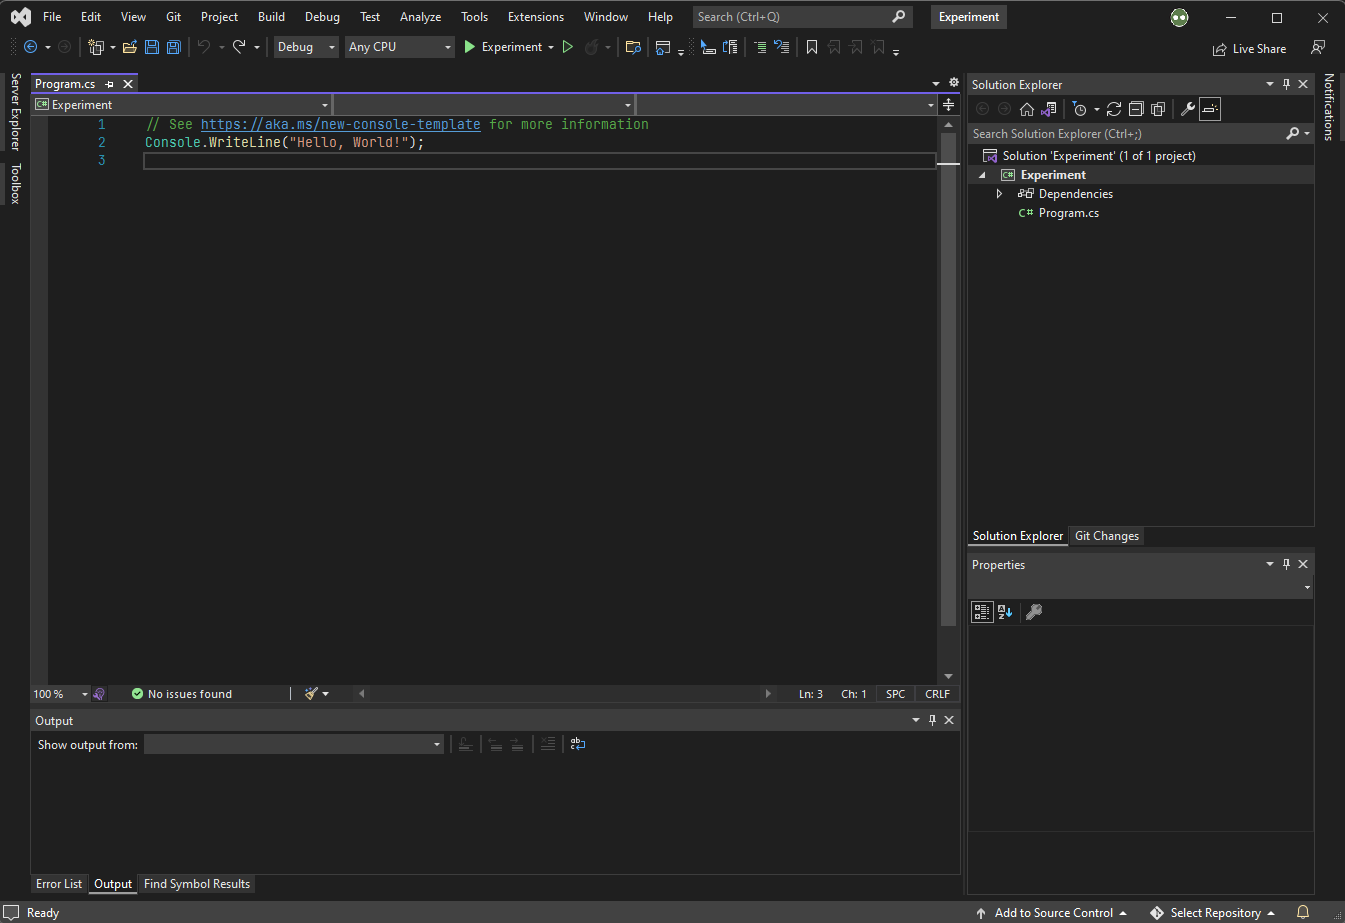 File Edit View Git Project Build Debug Test Analyze Tools Extensions Window Help Search (Ctrl+Q) Experiment
Debug Any CPU Experiment Live Share
Server Explorer
Toolbox
Program.cs
Experiment
1 // See https://aka.ms/new-console-template for more information
2 Console.WriteLine("Hello, World!");
3
100 % No issues found Ln: 3 Ch: 1 SPC CRLF
Output
Show output from:
Error List Output Find Symbol Results
Solution Explorer
Search Solution Explorer (Ctrl+;)
Solution 'Experiment' (1 of 1 project)
C# Experiment
Dependencies
C# Program.cs
Solution Explorer Git Changes
Properties
Notifications
Ready Add to Source Control Select Repository